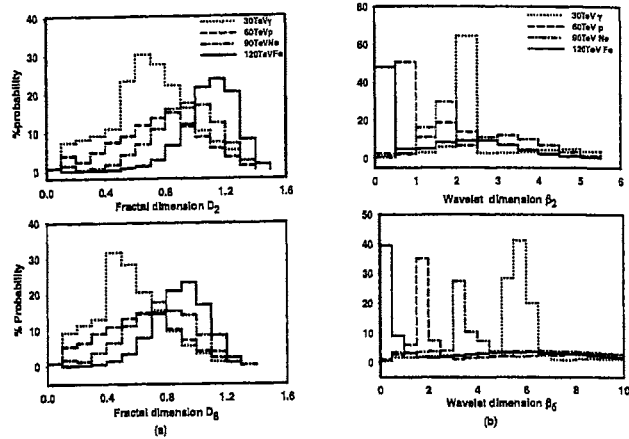 30TeVγ
60TeVp
90TeVNe
120TeVFe
%probability
40
30
20
10
0
0.0 0.4 0.8 1.2 1.6
Fractal dimension D2
30TeV γ
60TeV p
90TeV Ne
120TeV Fe
80
60
40
20
0
0 1 2 3 4 5 6
Wavelet dimension β2
% Probability
40
30
20
10
0
0.0 0.4 0.8 1.2 1.6
Fractal dimension D6
(a)
50
40
30
20
10
0
0 2 4 6 8 10
Wavelet dimension β6
(b)